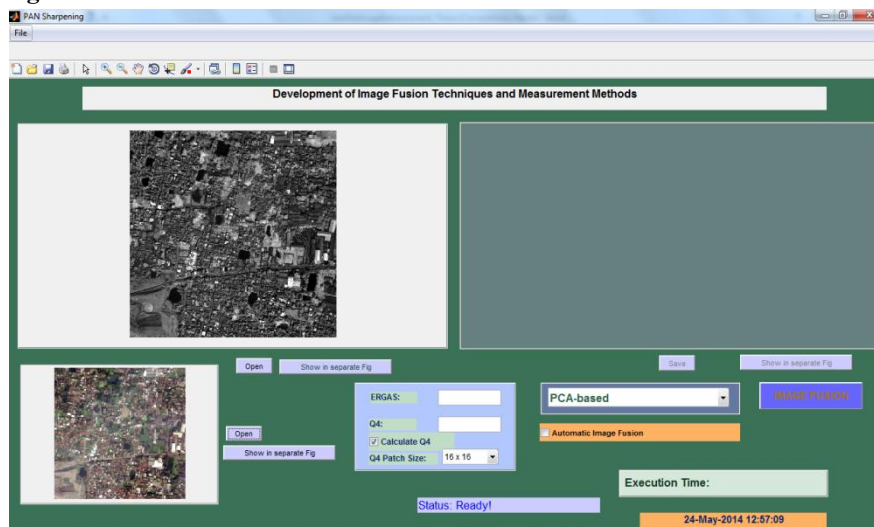 PAN Sharpening
File
Development of Image Fusion Techniques and Measurement Methods
Open
Show in separate Fig
Save
Show in separate Fig
ERGAS:
PCA-based
IMAGE FUSION
Q4:
Open
Calculate Q4
Automatic Image Fusion
Show in separate Fig
Q4 Patch Size: 16 x 16
Execution Time:
Status: Ready!
24-May-2014 12:57:09